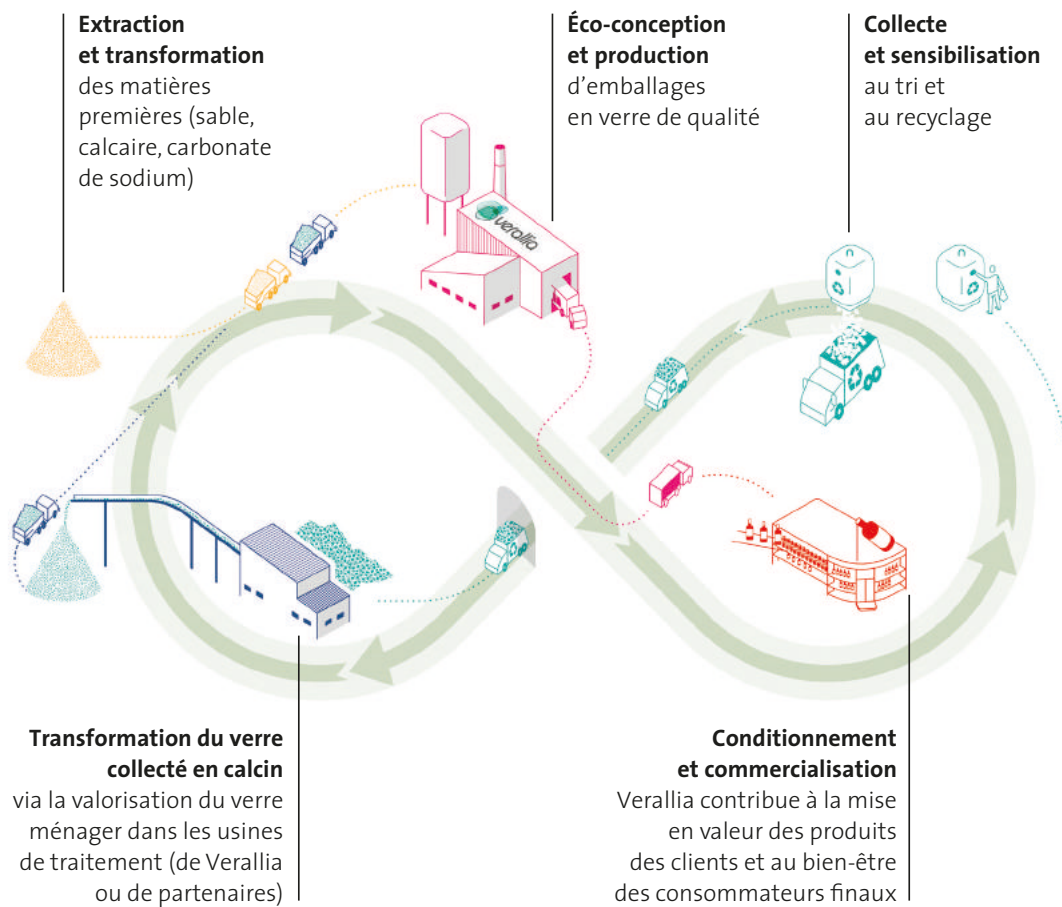 Extraction
et transformation
des matières
premières (sable,
calcaire, carbonate
de sodium)
Éco-conception
et production
d’emballages
en verre de qualité
Collecte
et sensibilisation
au tri et
au recyclage
verallia
Transformation du verre
collecté en calcin
via la valorisation du verre
ménager dans les usines
de traitement (de Verallia
ou de partenaires)
Conditionnement
et commercialisation
Verallia contribue à la mise
en valeur des produits
des clients et au bien-être
des consommateurs finaux